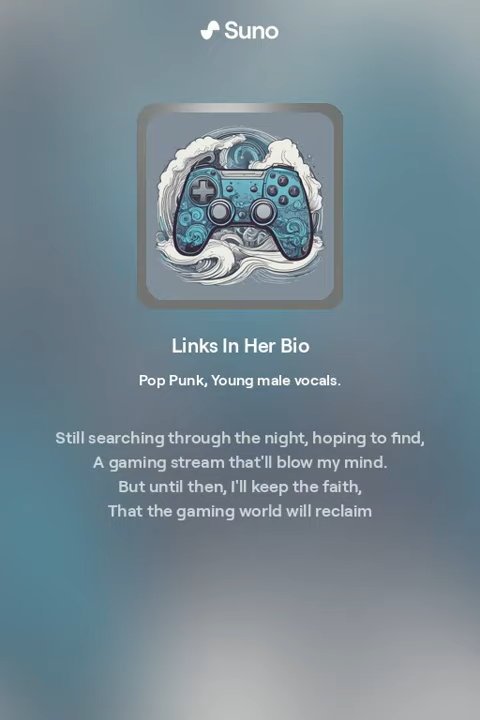 Suno
Links In Her Bio
Pop Punk, Young male vocals.
Still searching through the night, hoping to find,
A gaming stream that'll blow my mind.
But until then, I'll keep the faith,
That the gaming world will reclaim